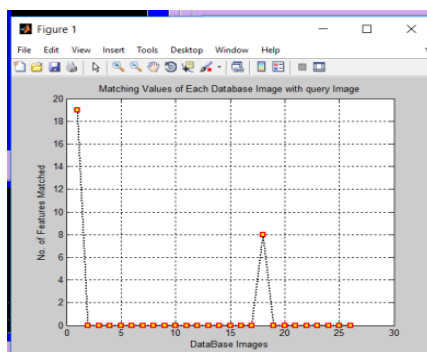 Figure 1
File Edit View Insert Tools Desktop Window Help
Matching Values of Each Database Image with query Image
20
18
16
14
12
10
8
6
4
2
0
No. of Features Matched
0 5 10 15 20 25 30
DataBase Images